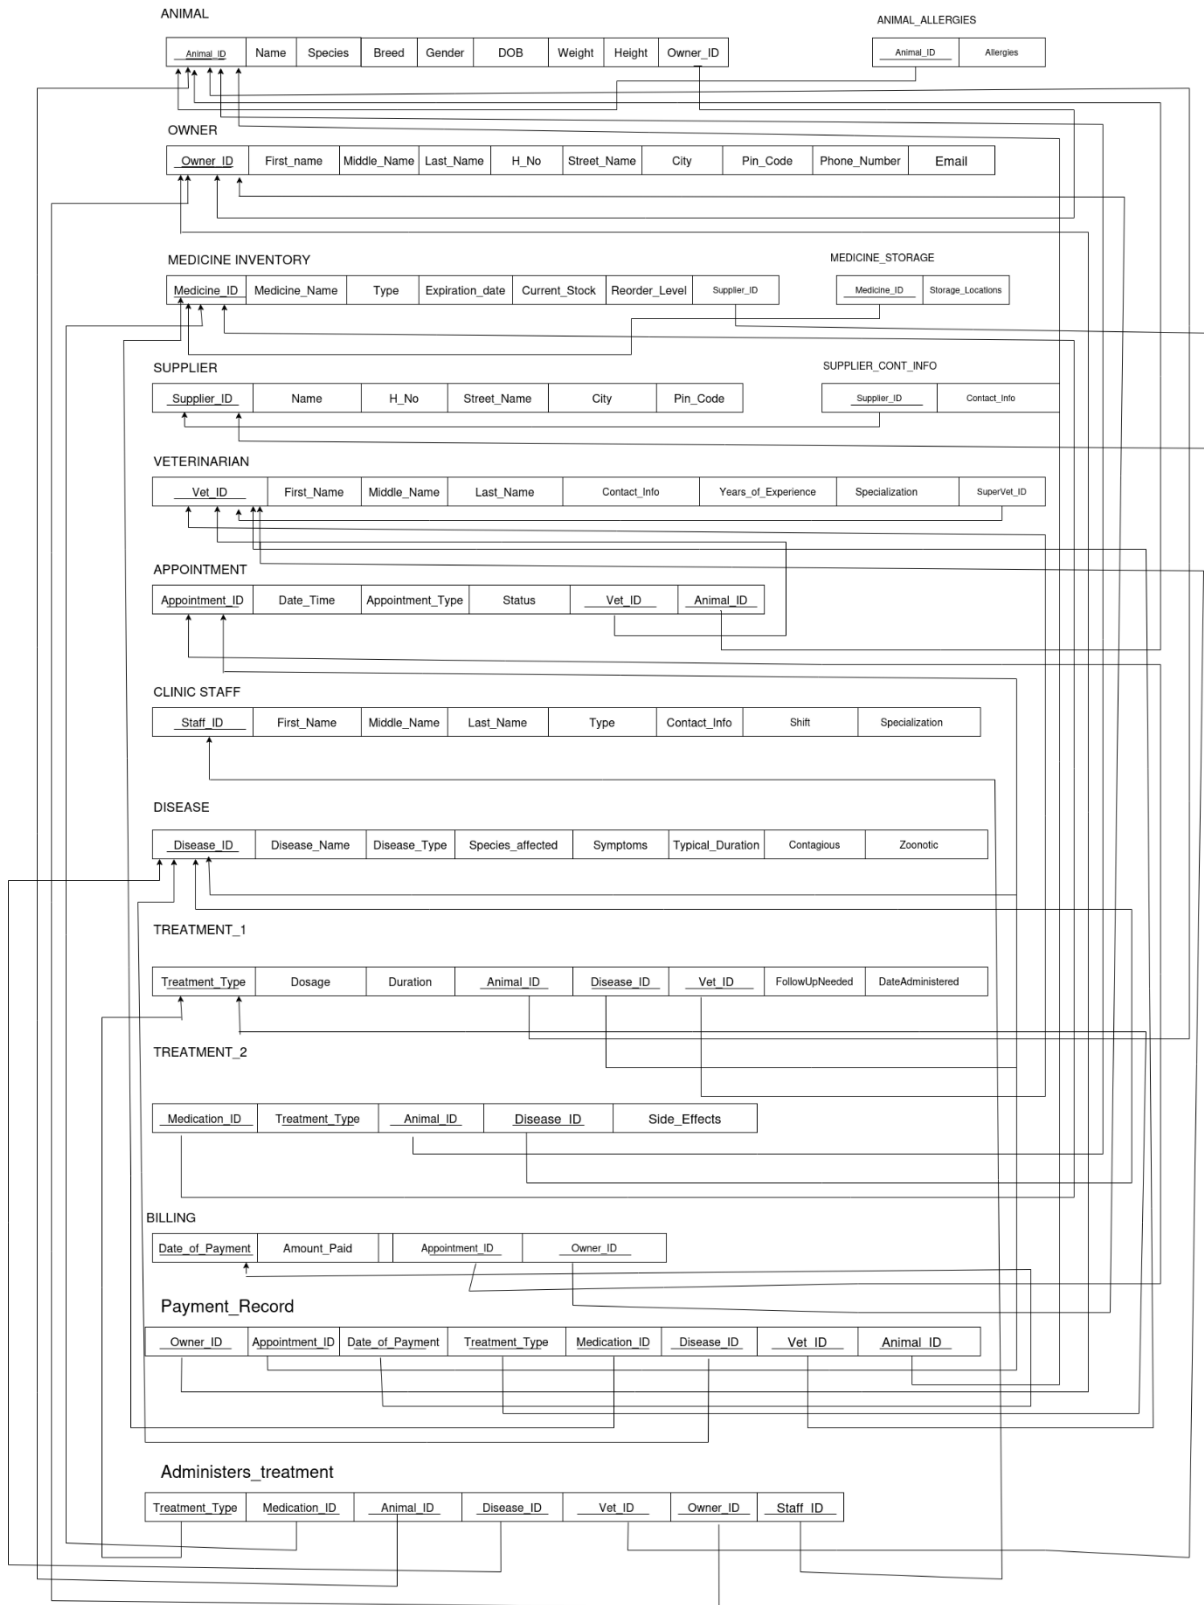 ANIMAL
ANIMAL_ALLERGIES
Animal_ID Name Species Breed Gender DOB Weight Height Owner_ID
Animal_ID Allergies
OWNER
Owner_ID First_name Middle_Name Last_Name H_No Street_Name City Pin_Code Phone_Number Email
MEDICINE INVENTORY
MEDICINE_STORAGE
Medicine_ID Medicine_Name Type Expiration_date Current_Stock Reorder_Level Supplier_ID
Medicine_ID Storage_Locations
SUPPLIER
SUPPLIER_CONT_INFO
Supplier_ID Name H_No Street_Name City Pin_Code
Supplier_ID Contact_Info
VETERINARIAN
Vet_ID First_Name Middle_Name Last_Name Contact_Info Years_of_Experience Specialization SuperVet_ID
APPOINTMENT
Appointment_ID Date_Time Appointment_Type Status Vet_ID Animal_ID
CLINIC STAFF
Staff_ID First_Name Middle_Name Last_Name Type Contact_Info Shift Specialization
DISEASE
Disease_ID Disease_Name Disease_Type Species_affected Symptoms Typical_Duration Contagious Zoonotic
TREATMENT_1
Treatment_Type Dosage Duration Animal_ID Disease_ID Vet_ID FollowUpNeeded DateAdministered
TREATMENT_2
Medication_ID Treatment_Type Animal_ID Disease_ID Side_Effects
BILLING
Date_of_Payment Amount_Paid Appointment_ID Owner_ID
Payment_Record
Owner_ID Appointment_ID Date_of_Payment Treatment_Type Medication_ID Disease_ID Vet_ID Animal_ID
Administers_treatment
Treatment_Type Medication_ID Animal_ID Disease_ID Vet_ID Owner_ID Staff_ID